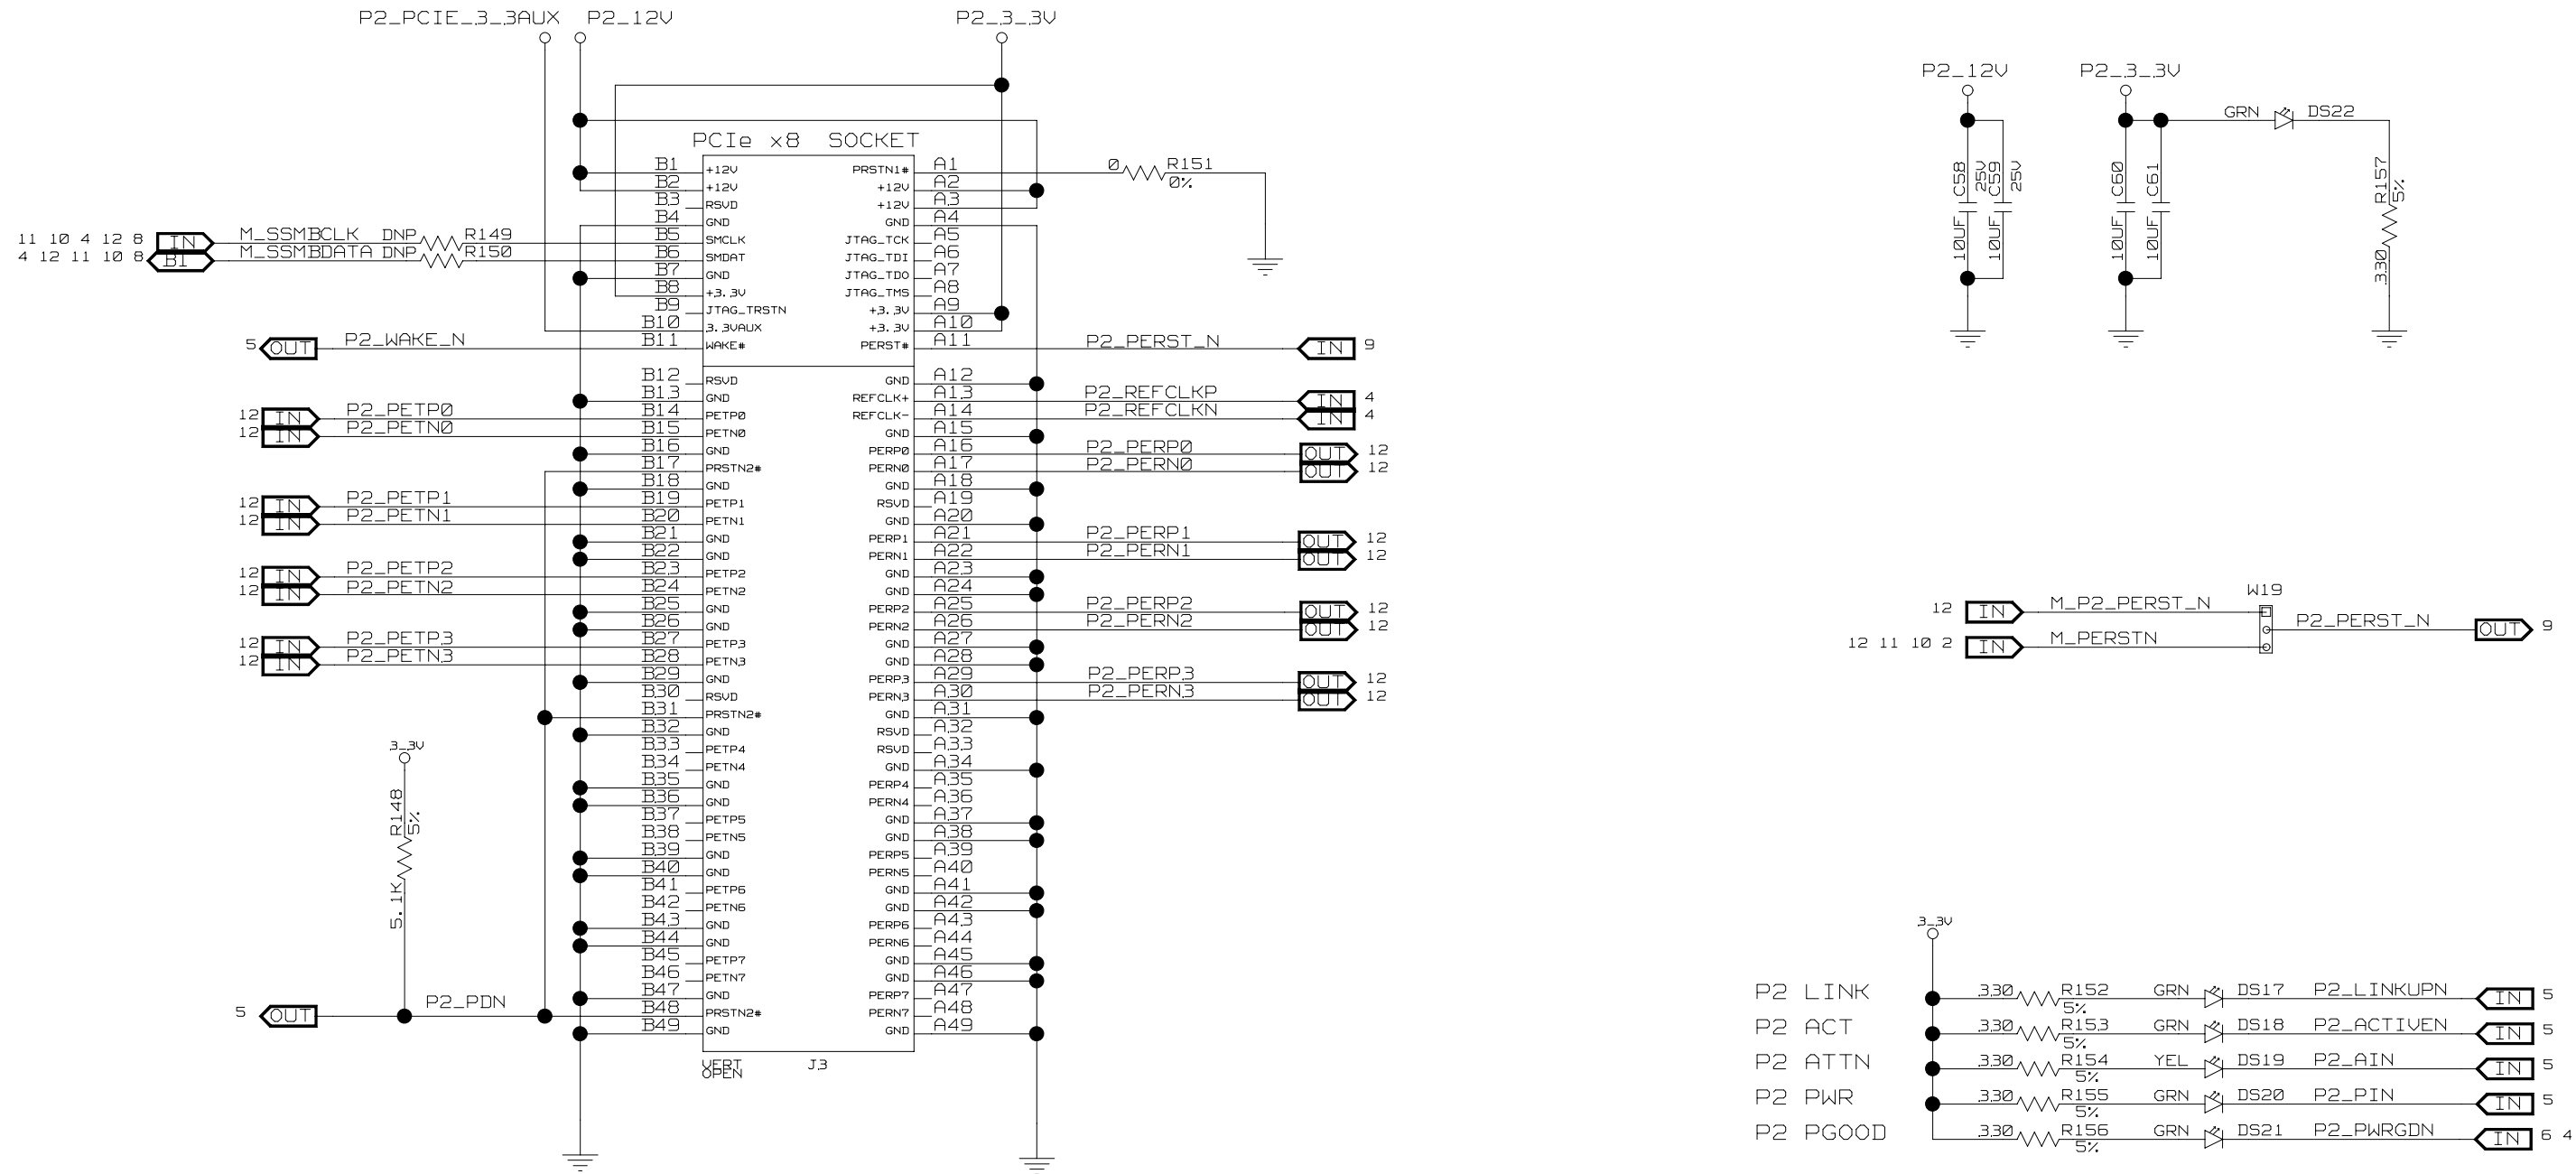 P2_PCIE_3_3AUX P2_12V P2_3_3V
PCIe x8 SOCKET
B1 +12V PRSTN1# A1 0 R151 0%
B2 +12V +12V A2
B3 RSVD +12V A3
B4 GND GND A4
11 10 4 12 8 IN M_SSMBCLK DNP R149 B5 SMCLK JTAG_TCK A5
4 12 11 10 8 BI M_SSMBDATA DNP R150 B6 SMDAT JTAG_TDI A6
B7 GND JTAG_TDO A7
B8 +3.3V JTAG_TMS A8
B9 JTAG_TRSTN +3.3V A9
B10 3.3VAUX +3.3V A10
5 OUT P2_WAKE_N B11 WAKE# PERST# A11 P2_PERST_N IN 9
B12 RSVD GND A12
B13 GND REFCLK+ A13 P2_REFCLKP IN 4
12 IN P2_PETP0 B14 PETP0 REFCLK- A14 P2_REFCLKN IN 4
12 IN P2_PETN0 B15 PETN0 GND A15
B16 GND PERP0 A16 P2_PERP0 OUT 12
B17 PRSTN2# PERN0 A17 P2_PERN0 OUT 12
B18 GND GND A18
12 IN P2_PETP1 B19 PETP1 RSVD A19
12 IN P2_PETN1 B20 PETN1 GND A20
B21 GND PERP1 A21 P2_PERP1 OUT 12
B22 GND PERN1 A22 P2_PERN1 OUT 12
12 IN P2_PETP2 B23 PETP2 GND A23
12 IN P2_PETN2 B24 PETN2 GND A24
B25 GND PERP2 A25 P2_PERP2 OUT 12
B26 GND PERN2 A26 P2_PERN2 OUT 12
12 IN P2_PETP3 B27 PETP3 GND A27
12 IN P2_PETN3 B28 PETN3 GND A28
B29 GND PERP3 A29 P2_PERP3 OUT 12
B30 RSVD PERN3 A30 P2_PERN3 OUT 12
B31 PRSTN2# GND A31
B32 GND RSVD A32
B33 PETP4 RSVD A33
B34 PETN4 GND A34
B35 GND PERP4 A35
B36 GND PERN4 A36
B37 PETP5 GND A37
B38 PETN5 GND A38
B39 GND PERP5 A39
B40 GND PERN5 A40
B41 PETP6 GND A41
B42 PETN6 GND A42
B43 GND PERP6 A43
B44 GND PERN6 A44
B45 PETP7 GND A45
B46 PETN7 GND A46
B47 GND PERP7 A47
5 OUT P2_PDN B48 PRSTN2# PERN7 A48
B49 GND GND A49
VERT
OPEN
J3
3_3V
R148 5%
5.1K
P2_12V P2_3_3V
GRN DS22
10UF C58 25V
10UF C59 25V
10UF C60
10UF C61
330 R157 5%
W19
12 IN M_P2_PERST_N
P2_PERST_N OUT 9
12 11 10 2 IN M_PERSTN
3_3V
P2 LINK 330 R152 5% GRN DS17 P2_LINKUPN IN 5
P2 ACT 330 R153 5% GRN DS18 P2_ACTIVEN IN 5
P2 ATTN 330 R154 5% YEL DS19 P2_AIN IN 5
P2 PWR 330 R155 5% GRN DS20 P2_PIN IN 5
P2 PGOOD 330 R156 5% GRN DS21 P2_PWRGDN IN 6 4